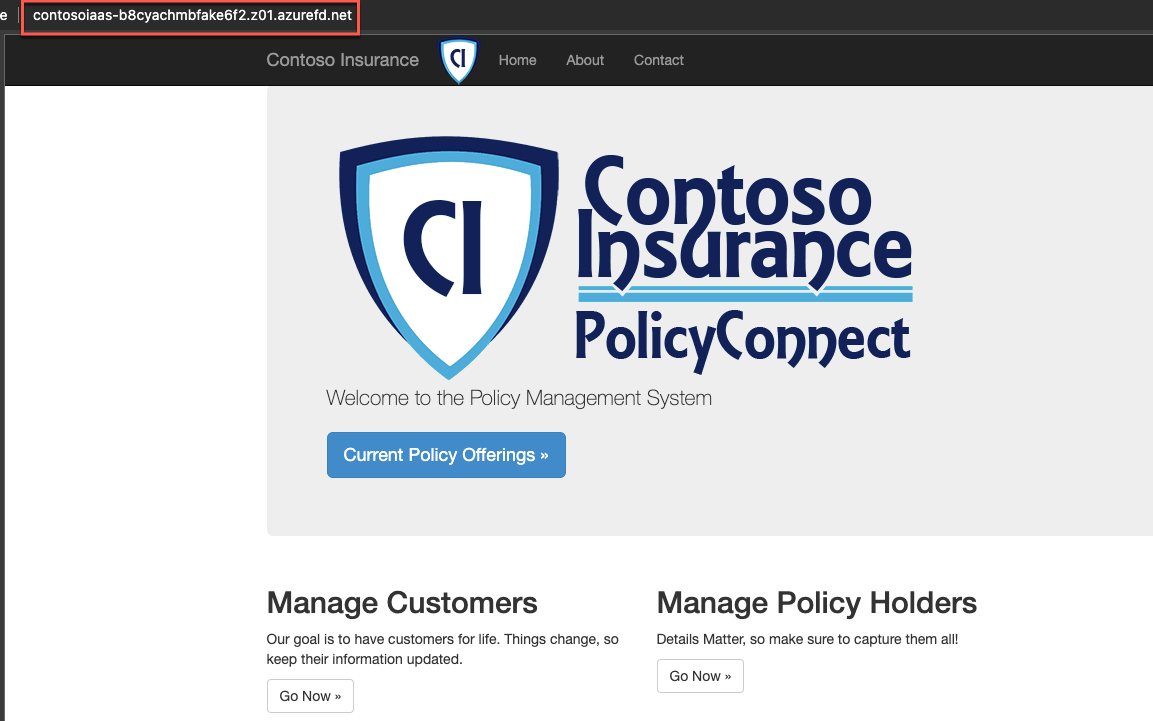 e
contosoiaas-b8cyachmbfake6f2.z01.azurefd.net
Contoso Insurance CI Home About Contact
CI
Contoso
Insurance
PolicyConnect
Welcome to the Policy Management System
Current Policy Offerings »
Manage Customers
Our goal is to have customers for life. Things change, so
keep their information updated.
Go Now »
Manage Policy Holders
Details Matter, so make sure to capture them all!
Go Now »